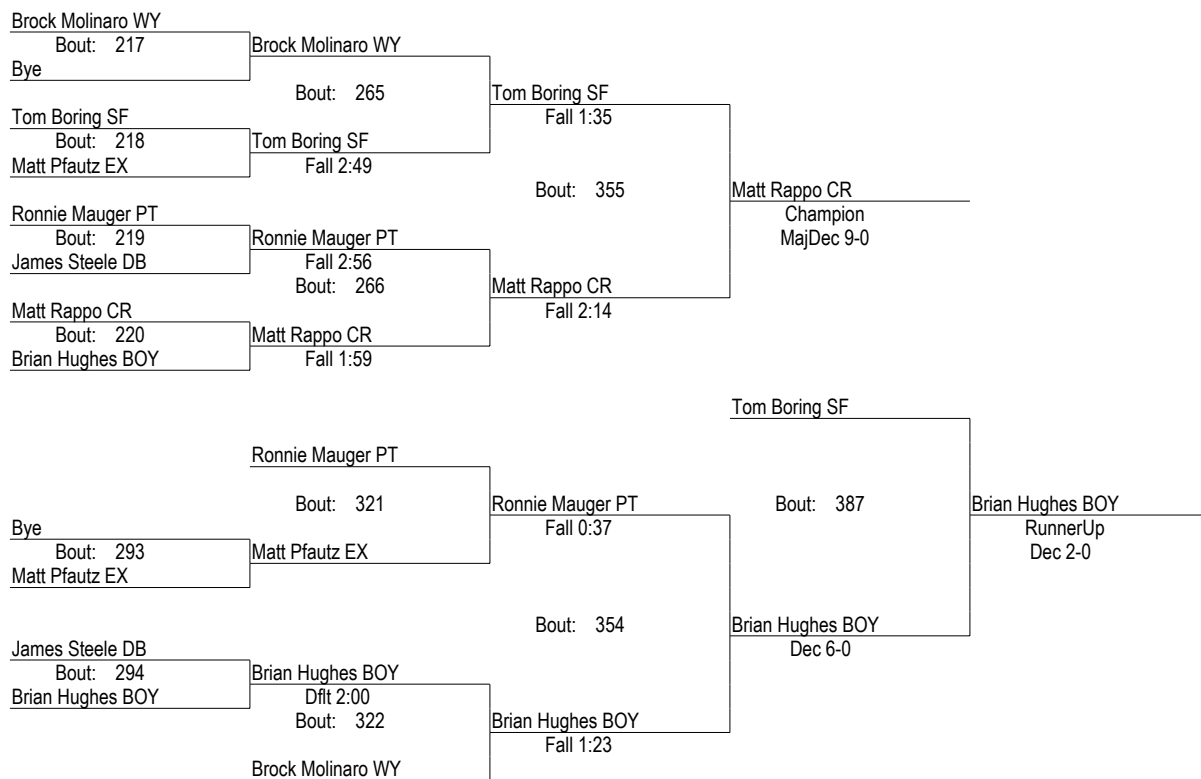 Brock Molinaro WY
Bout: 217
Bye
Brock Molinaro WY
Bout: 265
Tom Boring SF
Bout: 218
Matt Pfautz EX
Tom Boring SF
Fall 2:49
Tom Boring SF
Fall 1:35
Bout: 355
Ronnie Mauger PT
Bout: 219
James Steele DB
Ronnie Mauger PT
Fall 2:56
Bout: 266
Matt Rappo CR
Bout: 220
Brian Hughes BOY
Matt Rappo CR
Fall 1:59
Matt Rappo CR
Fall 2:14
Matt Rappo CR
Champion
MajDec 9-0
Tom Boring SF
Ronnie Mauger PT
Bout: 321
Bye
Bout: 293
Matt Pfautz EX
Matt Pfautz EX
Ronnie Mauger PT
Fall 0:37
Bout: 387
Brian Hughes BOY
RunnerUp
Dec 2-0
Bout: 354
Brian Hughes BOY
Dec 6-0
James Steele DB
Bout: 294
Brian Hughes BOY
Brian Hughes BOY
Dflt 2:00
Bout: 322
Brian Hughes BOY
Fall 1:23
Brock Molinaro WY